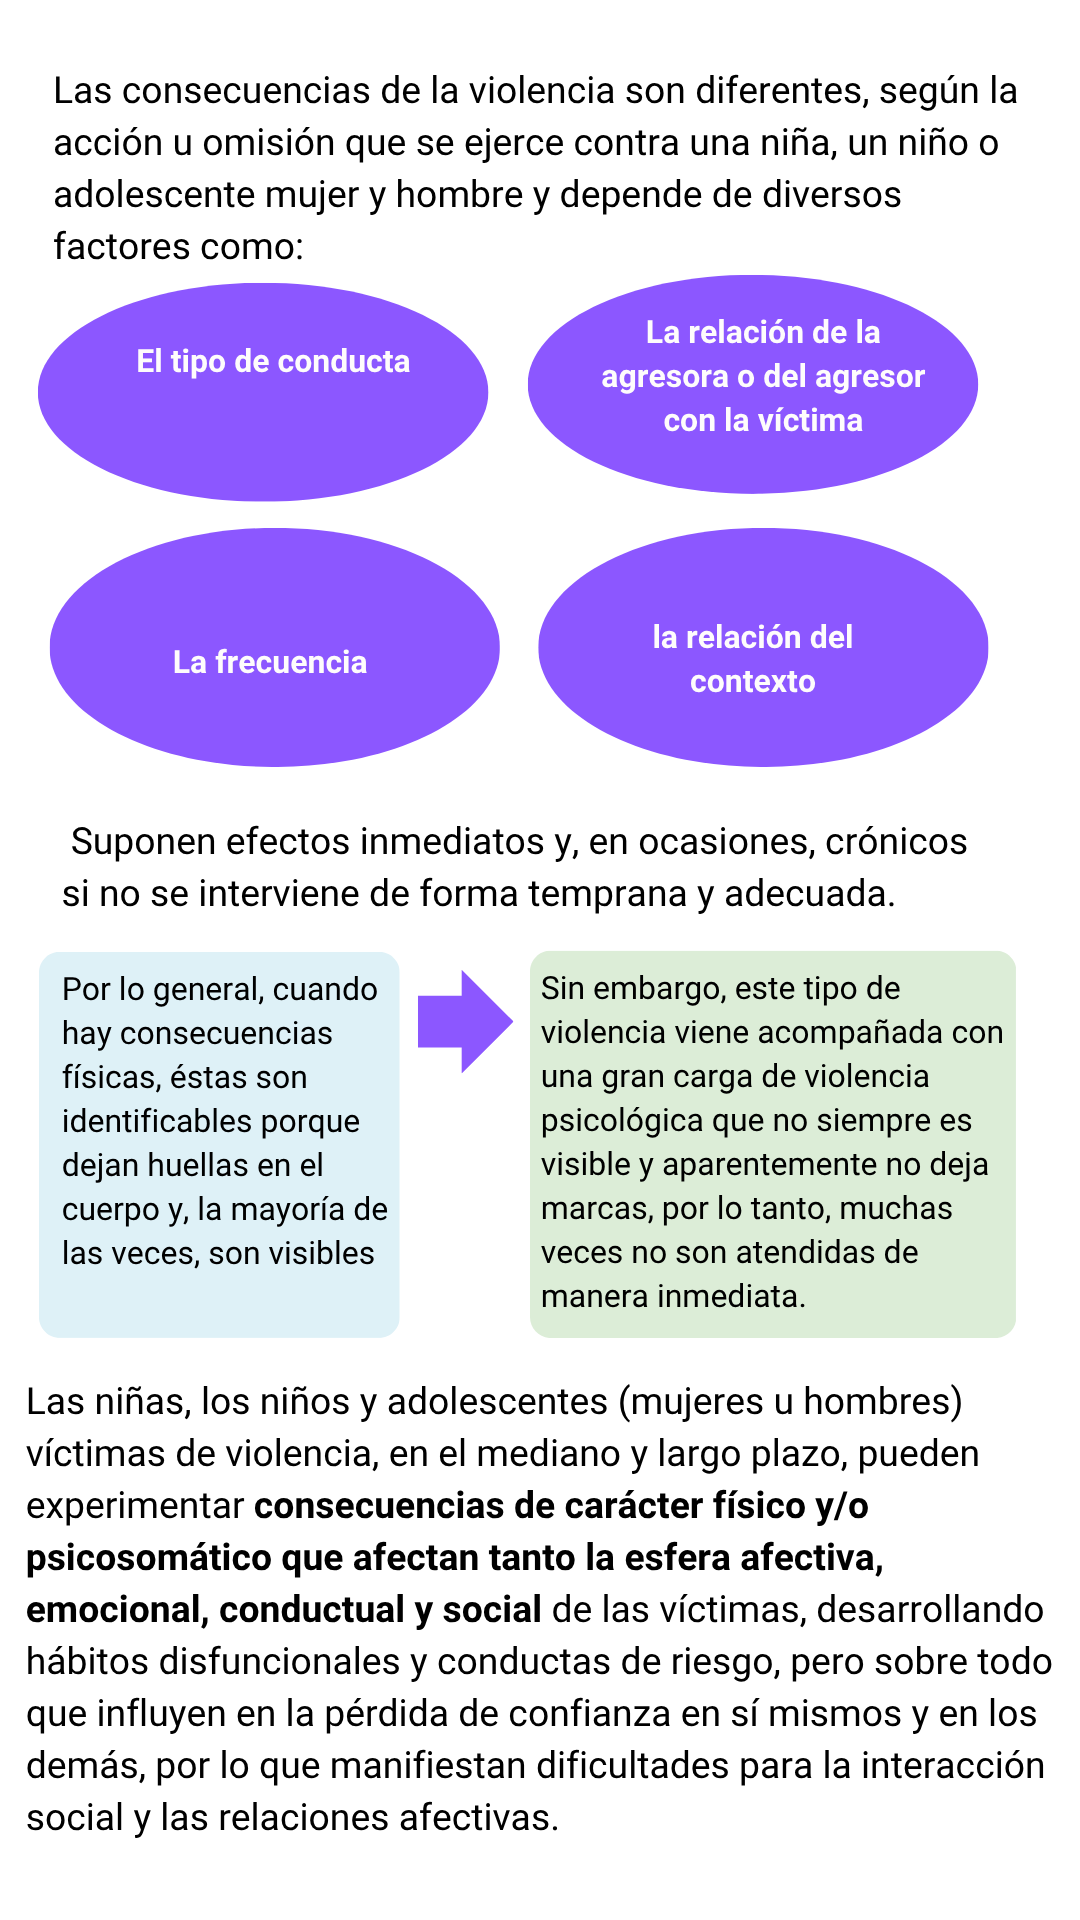 Las consecuencias de la violencia son diferentes, según la
acción u omisión que se ejerce contra una niña, un niño o
adolescente mujer y hombre y depende de diversos
factores como:
El tipo de conducta
La relación de la
agresora o del agresor
con la víctima
La frecuencia
la relación del
contexto
Suponen efectos inmediatos y, en ocasiones, crónicos
si no se interviene de forma temprana y adecuada.
Por lo general, cuando
hay consecuencias
físicas, éstas son
identificables porque
dejan huellas en el
cuerpo y, la mayoría de
las veces, son visibles
Sin embargo, este tipo de
violencia viene acompañada con
una gran carga de violencia
psicológica que no siempre es
visible y aparentemente no deja
marcas, por lo tanto, muchas
veces no son atendidas de
manera inmediata.
Las niñas, los niños y adolescentes (mujeres u hombres)
víctimas de violencia, en el mediano y largo plazo, pueden
experimentar consecuencias de carácter físico y/o
psicosomático que afectan tanto la esfera afectiva,
emocional, conductual y social de las víctimas, desarrollando
hábitos disfuncionales y conductas de riesgo, pero sobre todo
que influyen en la pérdida de confianza en sí mismos y en los
demás, por lo que manifiestan dificultades para la interacción
social y las relaciones afectivas.